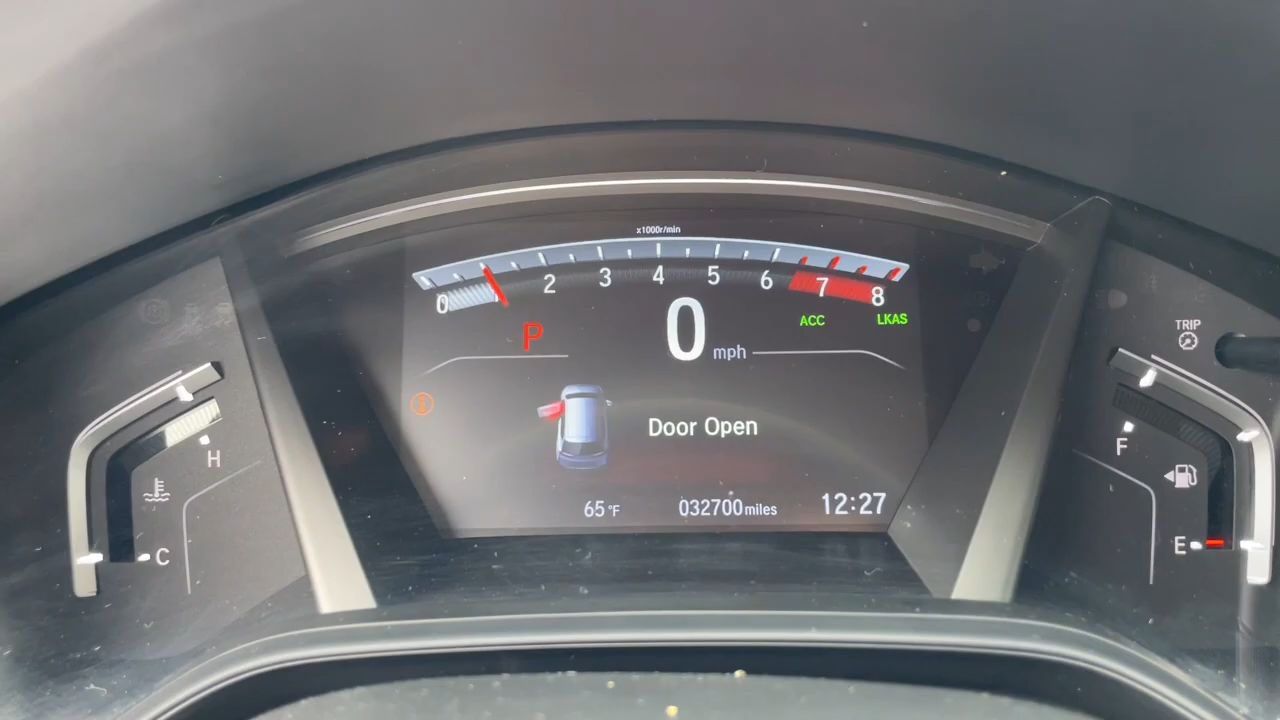 x1000r/min
0 2 3 4 5 6 7 8
P 0 mph ACC LKAS
TRIP
H
C
F
E
Door Open
65°F 032700 miles 12:27